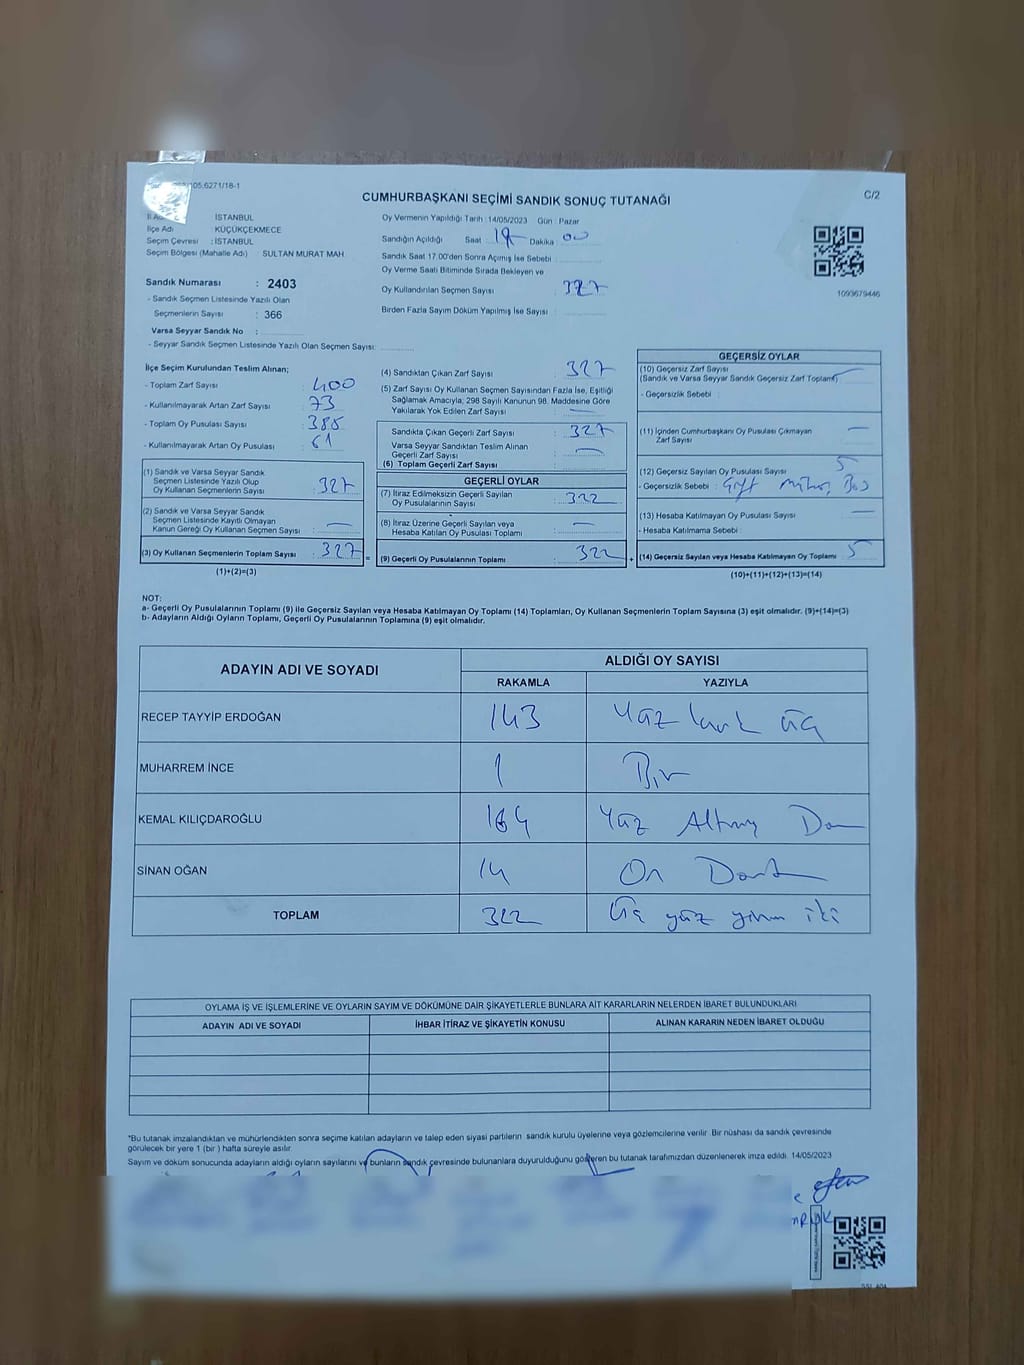 105.6271/18-1
C/2
CUMHURBAŞKANI SEÇİMİ SANDIK SONUÇ TUTANAĞI
İl Adı : İSTANBUL
İlçe Adı : KÜÇÜKÇEKMECE
Seçim Çevresi : İSTANBUL
Seçim Bölgesi (Mahalle Adı) SULTAN MURAT MAH.
Sandık Numarası : 2403
- Sandık Seçmen Listesinde Yazılı Olan
Seçmenlerin Sayısı : 366
Varsa Seyyar Sandık No :
- Seyyar Sandık Seçmen Listesinde Yazılı Olan Seçmen Sayısı:
Oy Vermenin Yapıldığı Tarih : 14/05/2023 Gün : Pazar
Sandığın Açıldığı Saat Dakika : 00
Sandık Saat 17.00'den Sonra Açımış İse Sebebi :
Oy Verme Saati Bitiminde Sırada Bekleyen ve
Oy Kullandırılan Seçmen Sayısı : 327
Birden Fazla Sayım Döküm Yapılmış İse Sayısı :
1093679446
İlçe Seçim Kurulundan Teslim Alınan;
- Toplam Zarf Sayısı : 400
- Kullanılmayarak Artan Zarf Sayısı : 73
- Toplam Oy Pusulası Sayısı : 388
- Kullanılmayarak Artan Oy Pusulası : 61
(1) Sandık ve Varsa Seyyar Sandık
Seçmen Listesinde Yazılı Olup
Oy Kullanan Seçmenlerin Sayısı : 327
(2) Sandık ve Varsa Seyyar Sandık
Seçmen Listesinde Kayıtlı Olmayan
Kanun Gereği Oy Kullanan Seçmen Sayısı : —
(3) Oy Kullanan Seçmenlerin Toplam Sayısı : 327 =
(1)+(2)=(3)
(4) Sandıktan Çıkan Zarf Sayısı : 327
(5) Zarf Sayısı Oy Kullanan Seçmen Sayısından Fazla İse, Eşitliği
Sağlamak Amacıyla; 298 Sayılı Kanunun 98. Maddesine Göre
Yakılarak Yok Edilen Zarf Sayısı : —
Sandıkta Çıkan Geçerli Zarf Sayısı : 327
Varsa Seyyar Sandıktan Teslim Alınan
Geçerli Zarf Sayısı : —
(6) Toplam Geçerli Zarf Sayısı :
GEÇERLİ OYLAR
(7) İtiraz Edilmeksizin Geçerli Sayılan
Oy Pusulalarının Sayısı : 322
(8) İtiraz Üzerine Geçerli Sayılan veya
Hesaba Katılan Oy Pusulası Toplamı : —
(9) Geçerli Oy Pusulalarının Toplamı : 322 +
GEÇERSİZ OYLAR
(10) Geçersiz Zarf Sayısı
(Sandık ve Varsa Seyyar Sandık Geçersiz Zarf Toplamı) : —
- Geçersizlik Sebebi :
(11) İçinden Cumhurbaşkanı Oy Pusulası Çıkmayan
Zarf Sayısı : —
(12) Geçersiz Sayılan Oy Pusulası Sayısı : 5
- Geçersizlik Sebebi : Çift mühür, Boş
(13) Hesaba Katılmayan Oy Pusulası Sayısı : —
- Hesaba Katılmama Sebebi :
(14) Geçersiz Sayılan veya Hesaba Katılmayan Oy Toplamı : 5
(10)+(11)+(12)+(13)=(14)
NOT:
a- Geçerli Oy Pusulalarının Toplamı (9) ile Geçersiz Sayılan veya Hesaba Katılmayan Oy Toplamı (14) Toplamları, Oy Kullanan Seçmenlerin Toplam Sayısına (3) eşit olmalıdır. (9)+(14)=(3)
b- Adayların Aldığı Oyların Toplamı, Geçerli Oy Pusulalarının Toplamına (9) eşit olmalıdır.
ADAYIN ADI VE SOYADI ALDIĞI OY SAYISI
RAKAMLA YAZIYLA
RECEP TAYYİP ERDOĞAN 143 Yüz kırk üç
MUHARREM İNCE 1 Bir
KEMAL KILIÇDAROĞLU 164 Yüz Altmış
SİNAN OĞAN 14 On Dört
TOPLAM 322 Üç yüz yirmi iki
OYLAMA İŞ VE İŞLEMLERİNE VE OYLARIN SAYIM VE DÖKÜMÜNE DAİR ŞİKAYETLERLE BUNLARA AİT KARARLARIN NELERDEN İBARET BULUNDUKLARI
ADAYIN ADI VE SOYADI İHBAR İTİRAZ VE ŞİKAYETİN KONUSU ALINAN KARARIN NEDEN İBARET OLDUĞU
*Bu tutanak imzalandıktan ve mühürlendikten sonra seçime katılan adayların ve talep eden siyasi partilerin sandık kurulu üyelerine veya gözlemcilerine verilir. Bir nüshası da sandık çevresinde
görülecek bir yere 1 (bir ) hafta süreyle asılır.
Sayım ve döküm sonucunda adayların aldığı oyların sayılarını ve bunların sandık çevresinde bulunanlara duyurulduğunu gösteren bu tutanak tarafımızdan düzenlenerek imza edildi. 14/05/2023